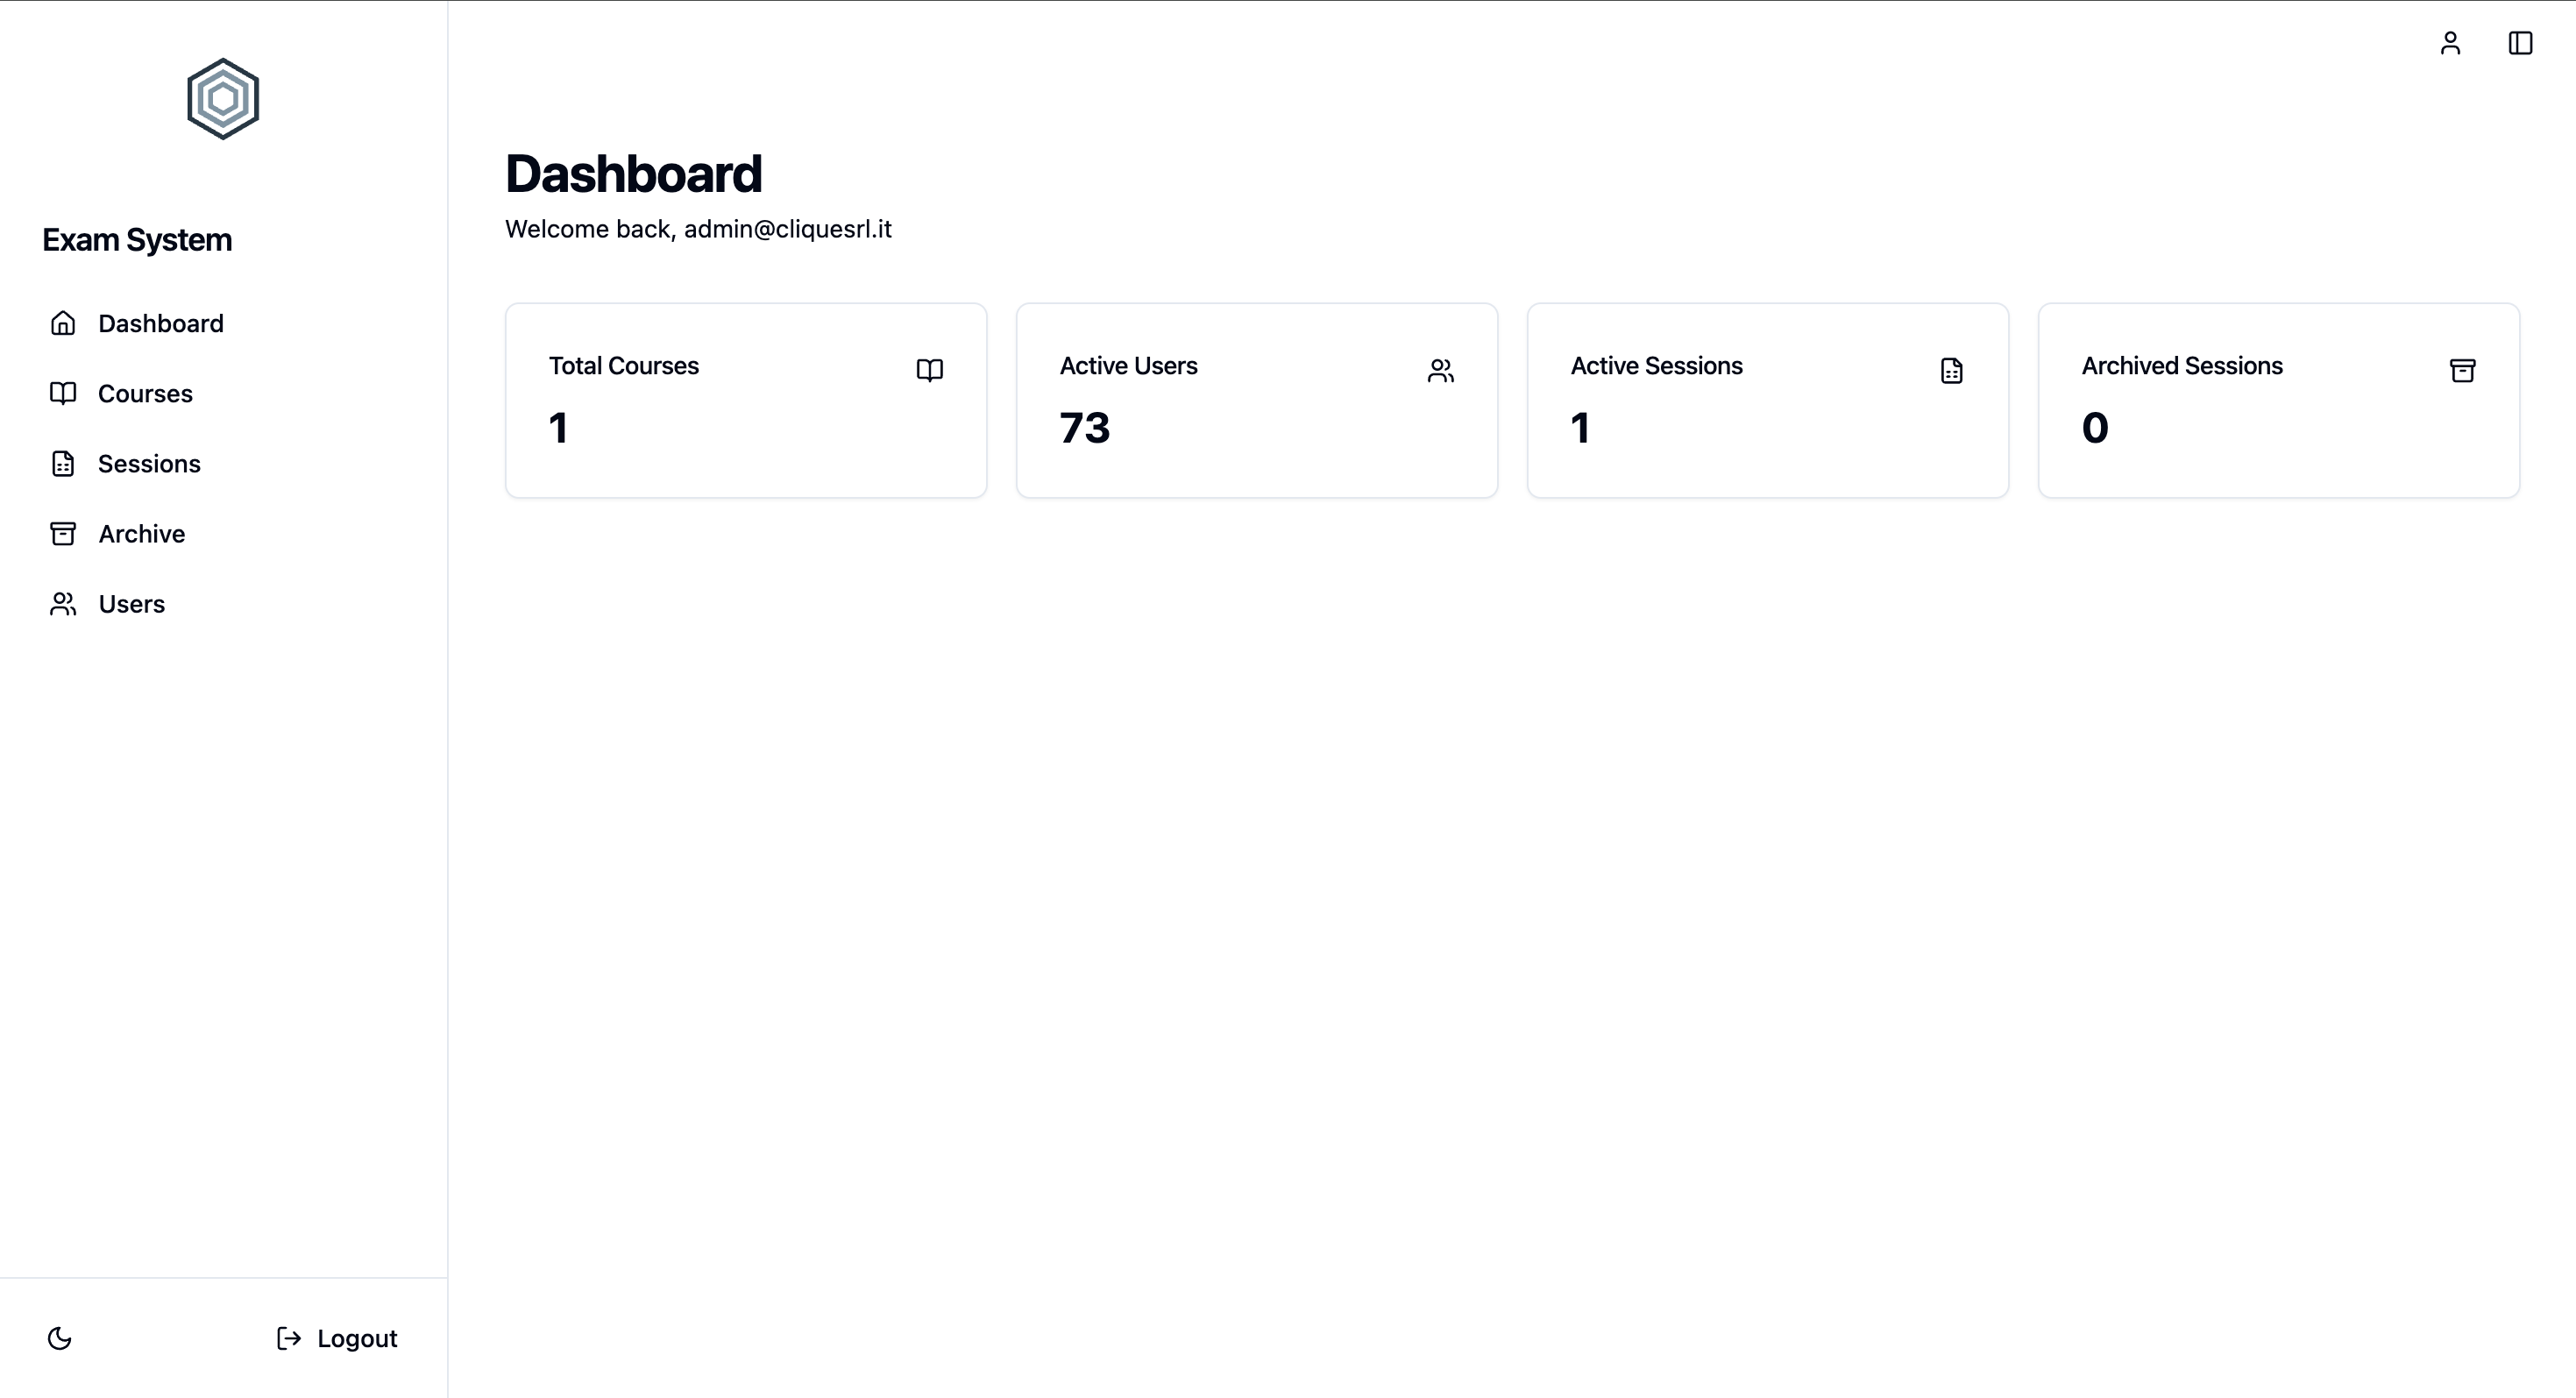 Exam System
Dashboard
Courses
Sessions
Archive
Users
Logout
Dashboard
Welcome back, admin@cliquesrl.it
Total Courses
1
Active Users
73
Active Sessions
1
Archived Sessions
0